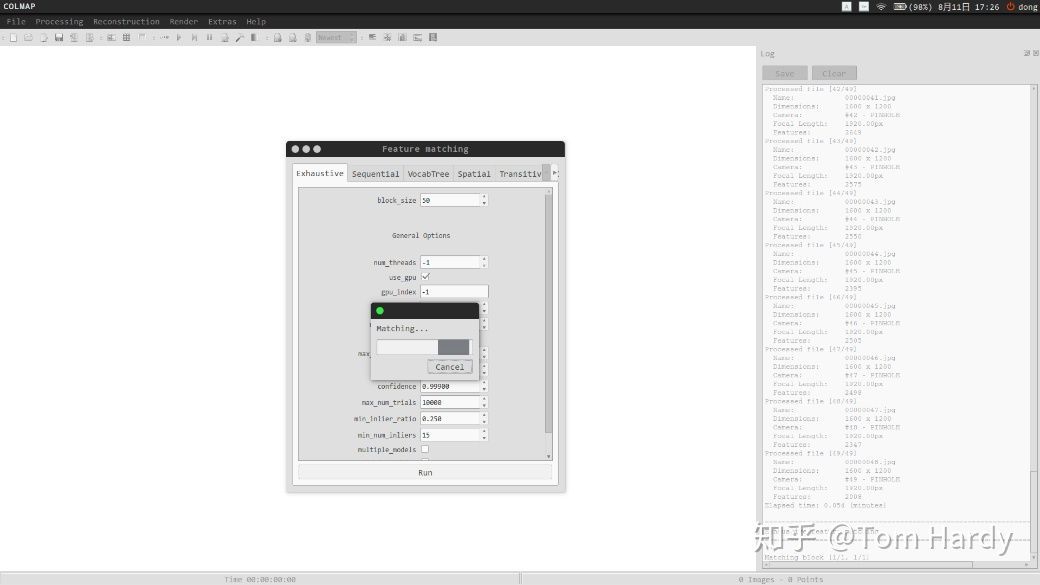 COLMAP
(98%) 8月11日 17:26 dong
File Processing Reconstruction Render Extras Help
Newest
Log
Save Clear
Feature matching
Exhaustive Sequential VocabTree Spatial Transitiv
block_size 50
General Options
num_threads -1
use_gpu
gpu_index -1
Matching...
Cancel
max_
confidence 0.99900
max_num_trials 10000
min_inlier_ratio 0.250
min_num_inliers 15
multiple_models
Run
Processed file [42/49]
Name: 00000041.jpg
Dimensions: 1600 x 1200
Camera: #42 - PINHOLE
Focal Length: 1920.00px
Features: 2649
Processed file [43/49]
Name: 00000042.jpg
Dimensions: 1600 x 1200
Camera: #43 - PINHOLE
Focal Length: 1920.00px
Features: 2575
Processed file [44/49]
Name: 00000043.jpg
Dimensions: 1600 x 1200
Camera: #44 - PINHOLE
Focal Length: 1920.00px
Features: 2550
Processed file [45/49]
Name: 00000044.jpg
Dimensions: 1600 x 1200
Camera: #45 - PINHOLE
Focal Length: 1920.00px
Features: 2395
Processed file [46/49]
Name: 00000045.jpg
Dimensions: 1600 x 1200
Camera: #46 - PINHOLE
Focal Length: 1920.00px
Features: 2505
Processed file [47/49]
Name: 00000046.jpg
Dimensions: 1600 x 1200
Camera: #47 - PINHOLE
Focal Length: 1920.00px
Features: 2498
Processed file [48/49]
Name: 00000047.jpg
Dimensions: 1600 x 1200
Camera: #48 - PINHOLE
Focal Length: 1920.00px
Features: 2347
Processed file [49/49]
Name: 00000048.jpg
Dimensions: 1600 x 1200
Camera: #49 - PINHOLE
Focal Length: 1920.00px
Features: 2008
Elapsed time: 0.054 [minutes]
知乎 @Tom Hardy
Matching block [1/1, 1/1]
Time 00:00:00:00
0 Images - 0 Points